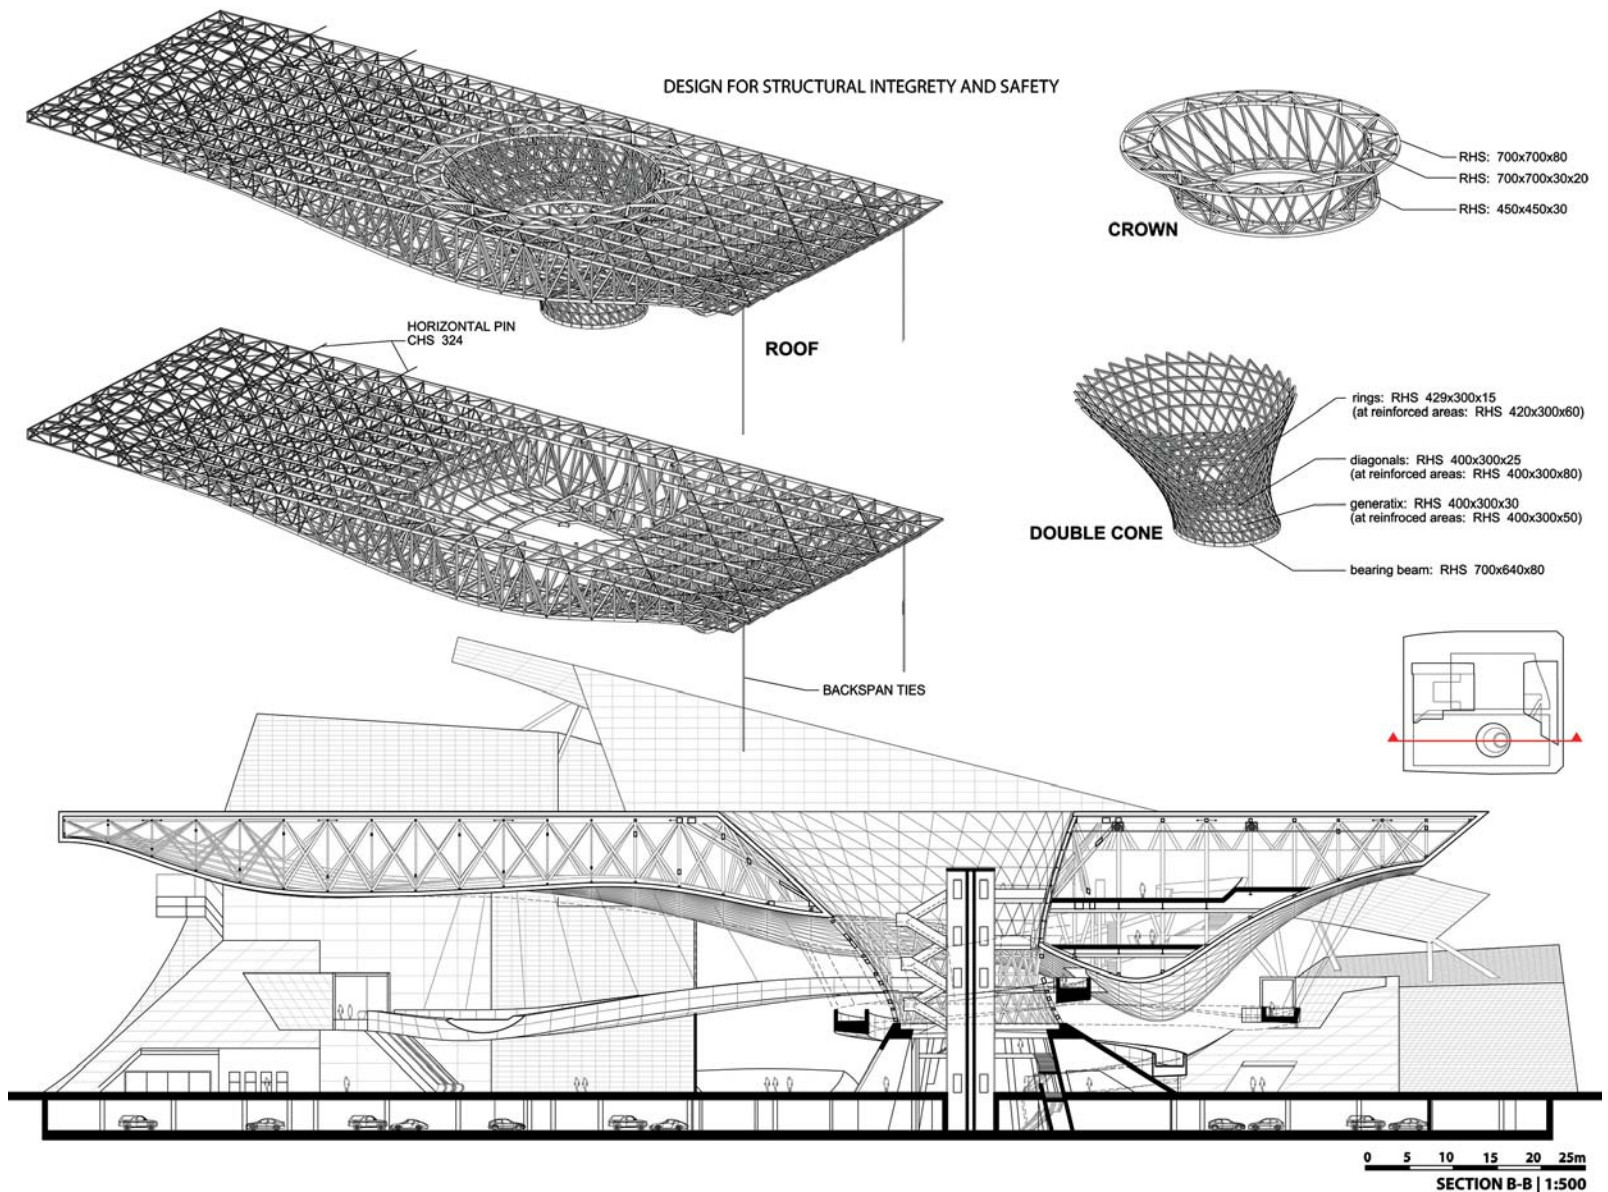 DESIGN FOR STRUCTURAL INTEGRETY AND SAFETY
RHS: 700x700x80
RHS: 700x700x30x20
RHS: 450x450x30
CROWN
HORIZONTAL PIN
CHS 324
ROOF
rings: RHS 429x300x15
(at reinforced areas: RHS 420x300x60)
diagonals: RHS 400x300x25
(at reinforced areas: RHS 400x300x80)
generatix: RHS 400x300x30
(at reinfroced areas: RHS 400x300x50)
DOUBLE CONE
bearing beam: RHS 700x640x80
BACKSPAN TIES
0 5 10 15 20 25m
SECTION B-B | 1:500